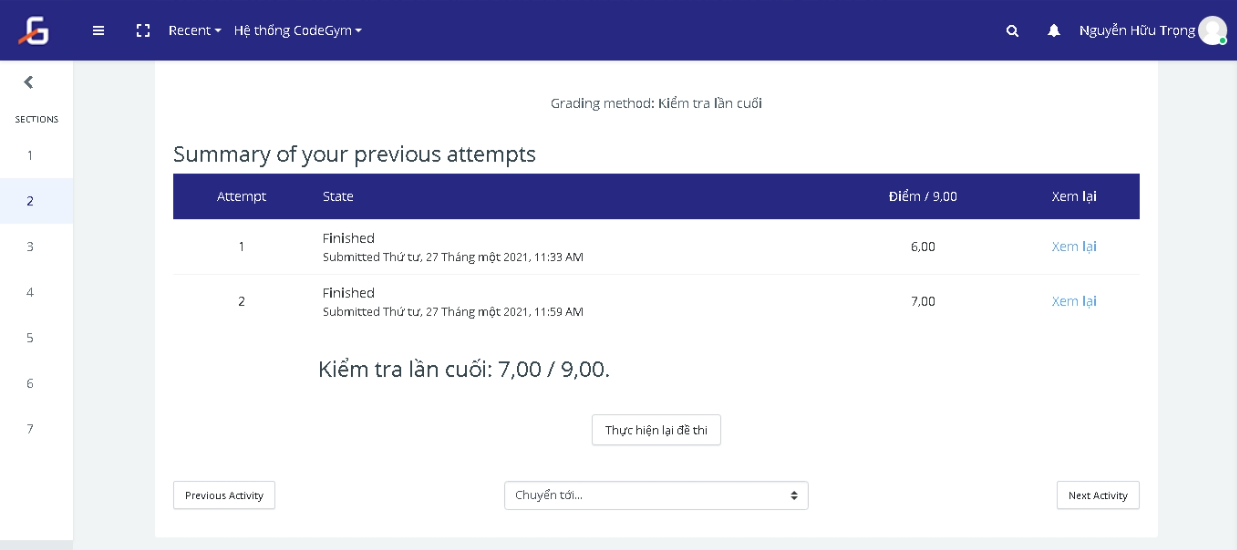 Recent Hệ thống CodeGym Nguyễn Hữu Trọng
SECTIONS
1
2
3
4
5
6
7
Grading method: Kiểm tra lần cuối
Summary of your previous attempts
Attempt State Điểm / 9,00 Xem lại
1 Finished 6,00 Xem lại
Submitted Thứ tư, 27 Tháng một 2021, 11:33 AM
2 Finished 7,00 Xem lại
Submitted Thứ tư, 27 Tháng một 2021, 11:59 AM
Kiểm tra lần cuối: 7,00 / 9,00.
Thực hiện lại đề thi
Previous Activity Chuyển tới... Next Activity